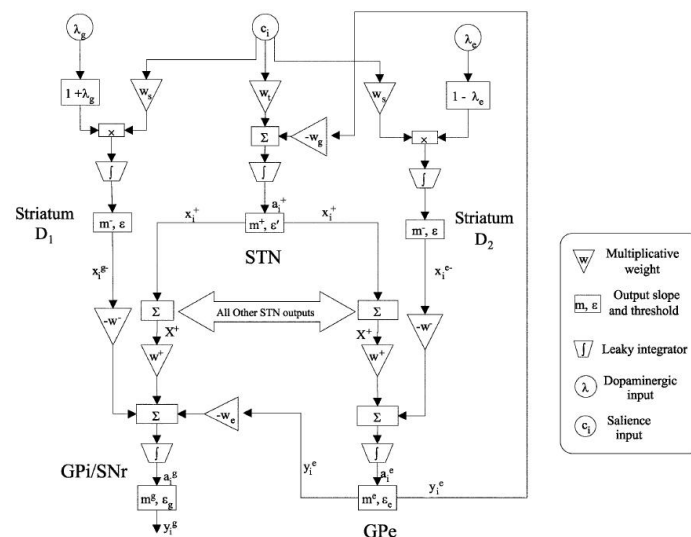 λg
ci
λe
1 +λg
ws
wt
ws
1 - λe
×
Σ
-wg
×
∫
∫
∫
ai+
Striatum
D1
m-, ε
xi+
m+, ε'
xi+
m-, ε
Striatum
D2
STN
xig-
xie-
Σ
All Other STN outputs
Σ
-w-
X+
X+
-w-
w+
w+
Σ
-we
Σ
∫
∫
yie
GPi/SNr
aig
aie
yie
mg, εg
me, εe
yig
GPe
w
Multiplicative
weight
m, ε
Output slope
and threshold
∫
Leaky integrator
λ
Dopaminergic
input
ci
Salience
input